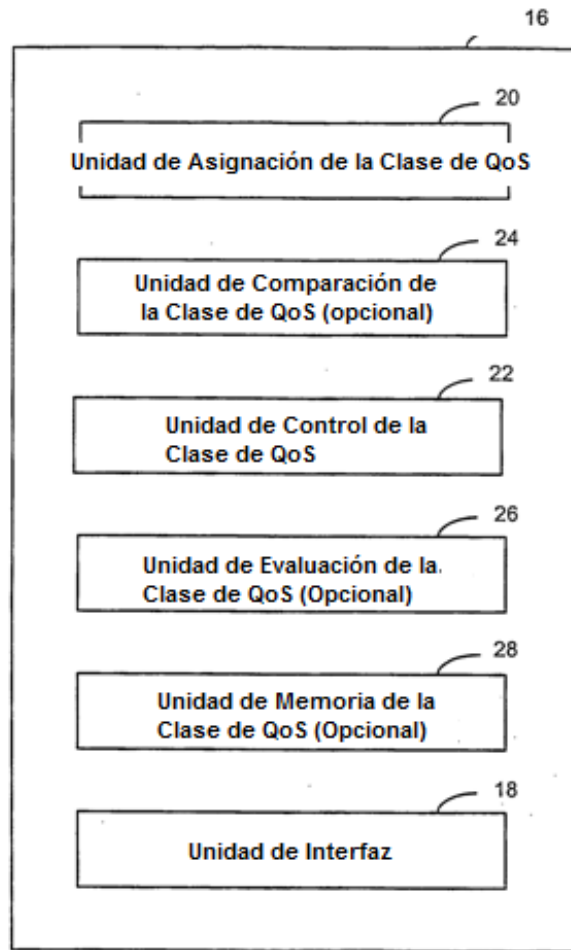 16
20
Unidad de Asignación de la Clase de QoS
24
Unidad de Comparación de
la Clase de QoS (opcional)
22
Unidad de Control de la
Clase de QoS
26
Unidad de Evaluación de la
Clase de QoS (Opcional)
28
Unidad de Memoria de la
Clase de QoS (Opcional)
18
Unidad de Interfaz